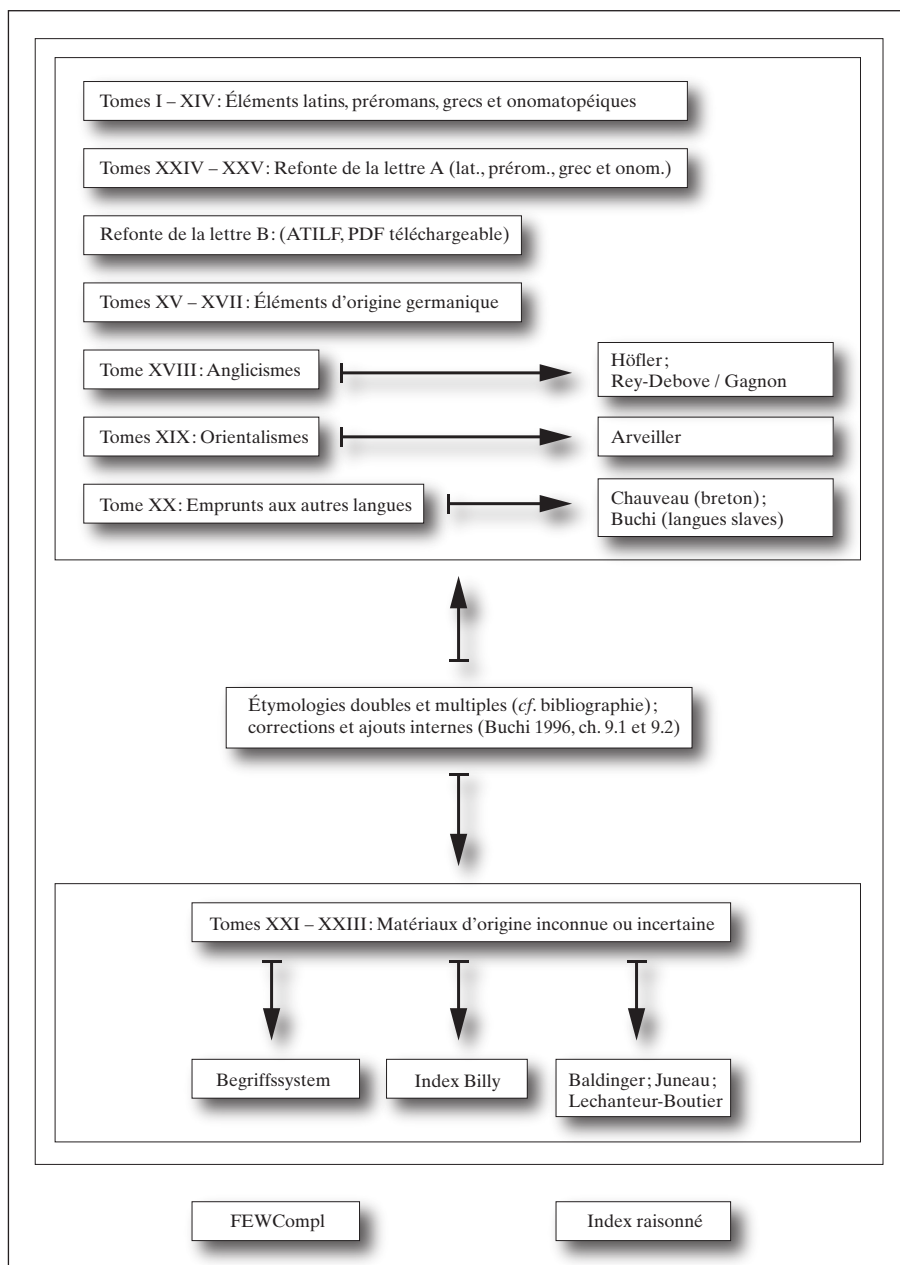 Tomes I – XIV: Éléments latins, préromans, grecs et onomatopéiques
Tomes XXIV – XXV: Refonte de la lettre A (lat., prérom., grec et onom.)
Refonte de la lettre B: (ATILF, PDF téléchargeable)
Tomes XV – XVII: Éléments d'origine germanique
Tome XVIII: Anglicismes
Höfler;
Rey-Debove / Gagnon
Tomes XIX: Orientalismes
Arveiller
Tome XX: Emprunts aux autres langues
Chauveau (breton);
Buchi (langues slaves)
Étymologies doubles et multiples (cf. bibliographie);
corrections et ajouts internes (Buchi 1996, ch. 9.1 et 9.2)
Tomes XXI – XXIII: Matériaux d'origine inconnue ou incertaine
Begriffssystem
Index Billy
Baldinger; Juneau;
Lechanteur-Boutier
FEWCompl
Index raisonné